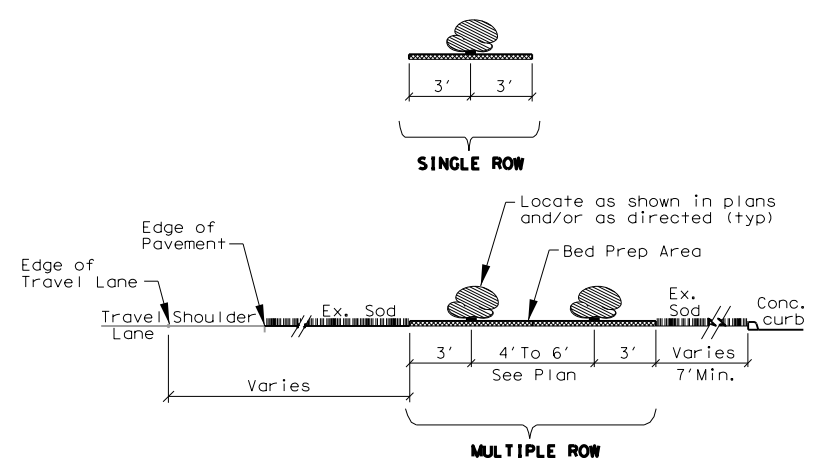 3' 3'
SINGLE ROW
Locate as shown in plans
and/or as directed (typ)
Edge of
Pavement
Bed Prep Area
Edge of
Travel Lane
Ex.
Sod
Conc.
curb
Travel Shoulder Ex. Sod
Lane
3' 4'To 6' 3' Varies
See Plan 7'Min.
Varies
MULTIPLE ROW